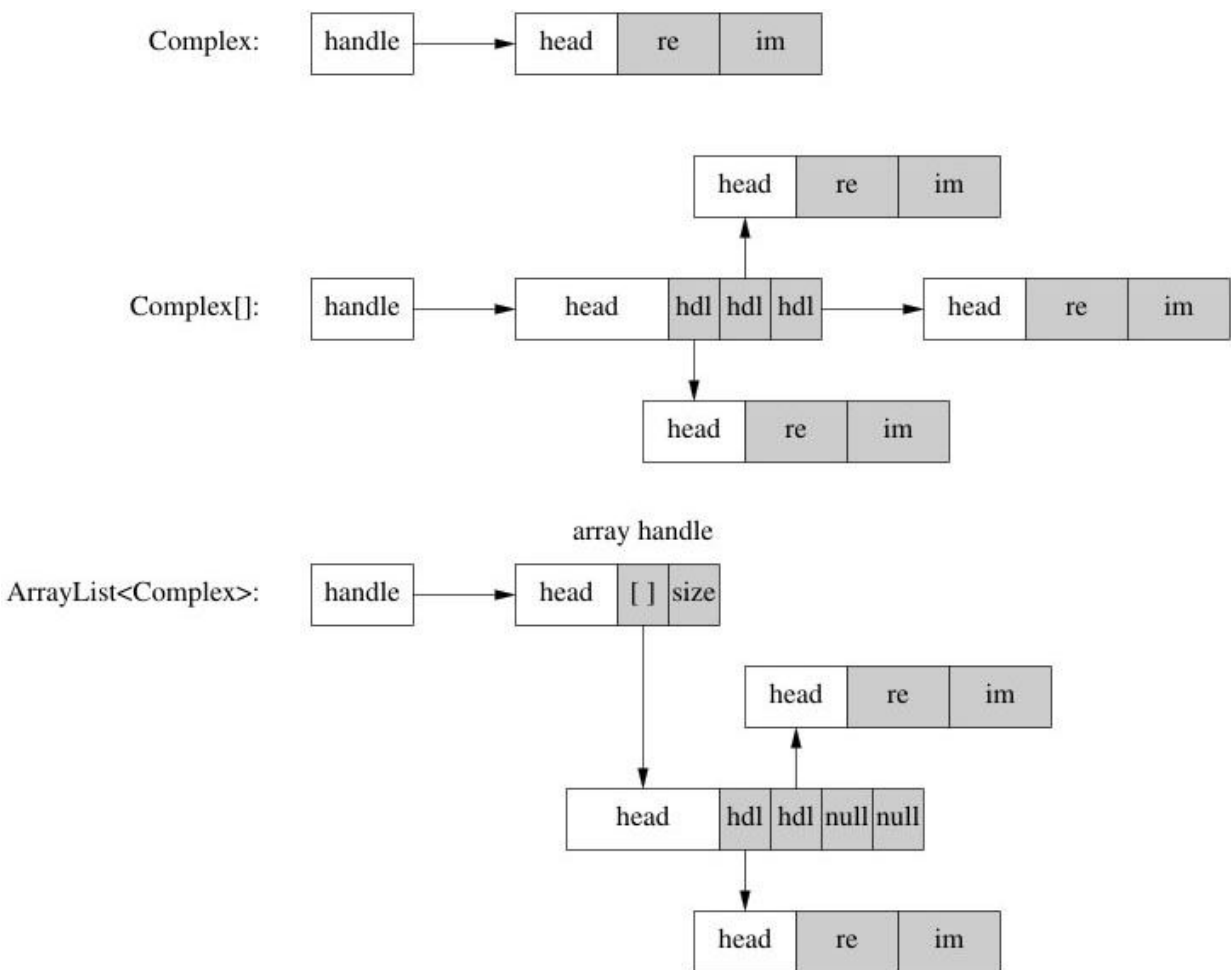 Complex: handle head re im
head re im
Complex[]: handle head hdl hdl hdl head re im
head re im
array handle
ArrayList<Complex>: handle head [ ] size
head re im
head hdl hdl null null
head re im